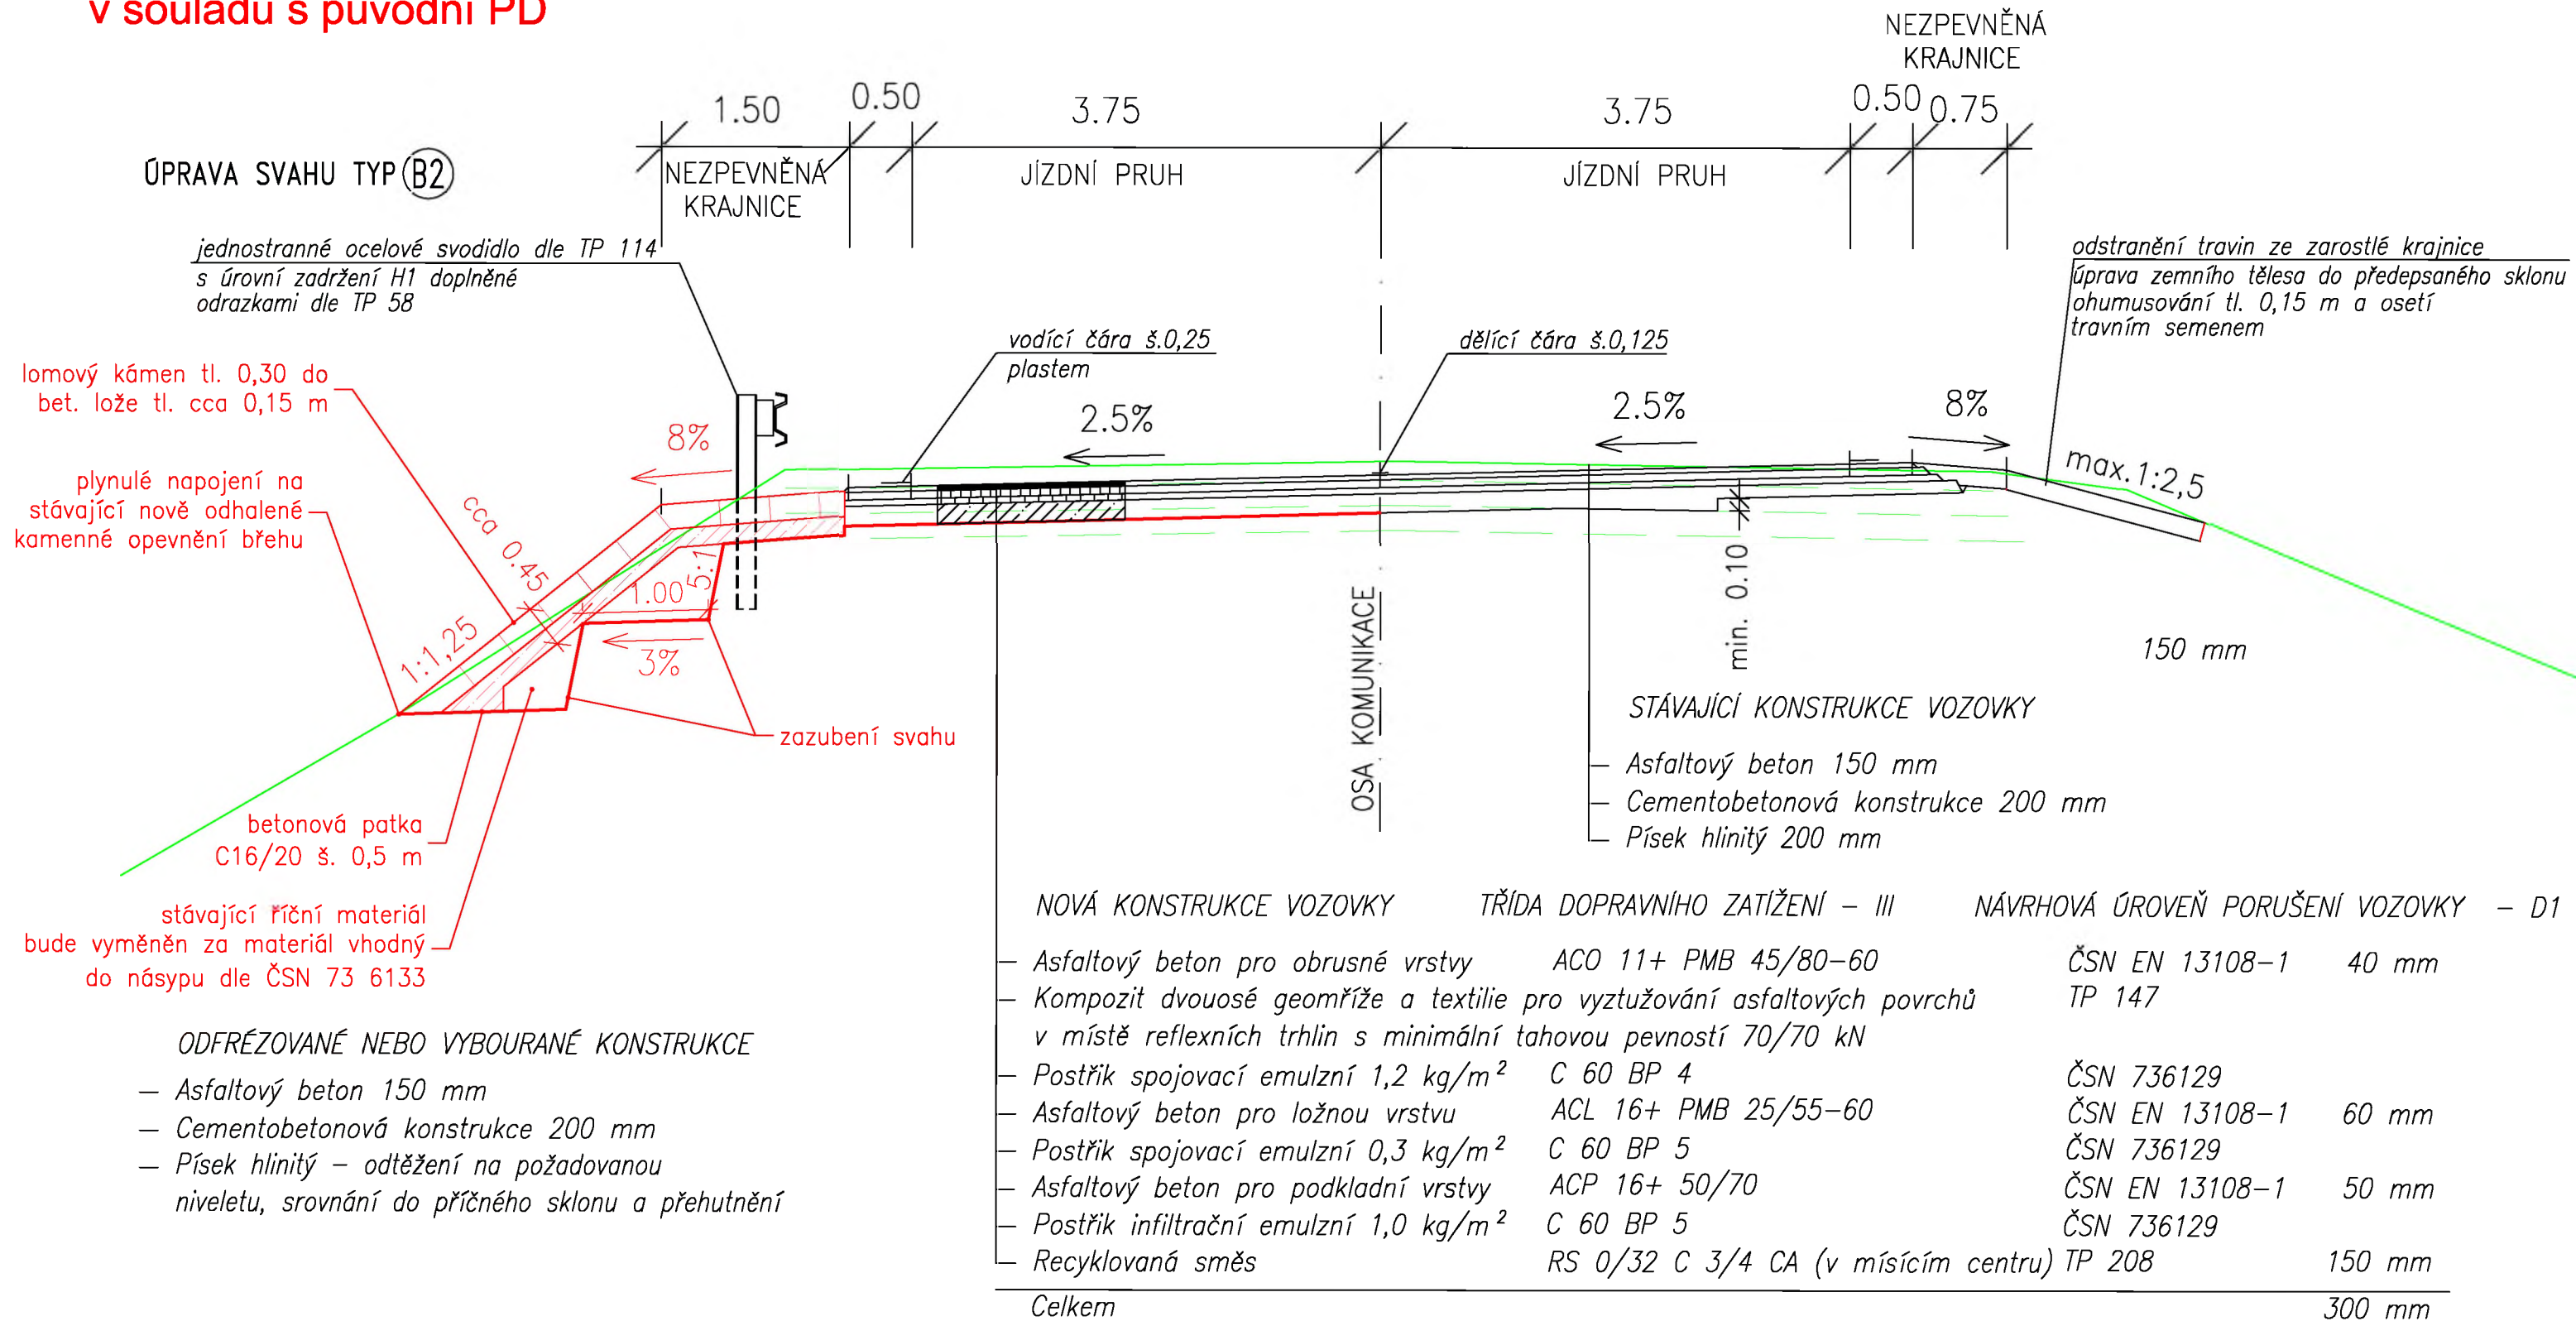 v souladu s původní PD
NEZPEVNĚNÁ
KRAJNICE
1.50
0.50
3.75
3.75
0.50
0.75
ÚPRAVA SVAHU TYP B2
NEZPEVNĚNÁ
KRAJNICE
JÍZDNÍ PRUH
JÍZDNÍ PRUH
jednostranné ocelové svodidlo dle TP 114
s úrovní zadržení H1 doplněné
odrazkami dle TP 58
odstranění travin ze zarostlé krajnice
úprava zemního tělesa do předepsaného sklonu
ohumusování tl. 0,15 m a osetí
travním semenem
vodící čára š.0,25
plastem
dělící čára š.0,125
lomový kámen tl. 0,30 do
bet. lože tl. cca 0,15 m
8%
2.5%
2.5%
8%
max.1:2,5
plynulé napojení na
stávající nově odhalené
kamenné opevnění břehu
cca 0.45
1.00
5:1
1:1,25
3%
zazubení svahu
OSA KOMUNIKACE
min. 0.10
150 mm
STÁVAJÍCÍ KONSTRUKCE VOZOVKY
— Asfaltový beton 150 mm
— Cementobetonová konstrukce 200 mm
— Písek hlinitý 200 mm
betonová patka
C16/20 š. 0,5 m
stávající říční materiál
bude vyměněn za materiál vhodný
do násypu dle ČSN 73 6133
NOVÁ KONSTRUKCE VOZOVKY TŘÍDA DOPRAVNÍHO ZATÍŽENÍ – III NÁVRHOVÁ ÚROVEŇ PORUŠENÍ VOZOVKY – D1
— Asfaltový beton pro obrusné vrstvy ACO 11+ PMB 45/80–60 ČSN EN 13108–1 40 mm
— Kompozit dvouosé geomříže a textilie pro vyztužování asfaltových povrchů TP 147
v místě reflexních trhlin s minimální tahovou pevností 70/70 kN
— Postřik spojovací emulzní 1,2 kg/m² C 60 BP 4 ČSN 736129
— Asfaltový beton pro ložnou vrstvu ACL 16+ PMB 25/55–60 ČSN EN 13108–1 60 mm
— Postřik spojovací emulzní 0,3 kg/m² C 60 BP 5 ČSN 736129
— Asfaltový beton pro podkladní vrstvy ACP 16+ 50/70 ČSN EN 13108–1 50 mm
— Postřik infiltrační emulzní 1,0 kg/m² C 60 BP 5 ČSN 736129
— Recyklovaná směs RS 0/32 C 3/4 CA (v mísícím centru) TP 208 150 mm
Celkem 300 mm
ODFRÉZOVANÉ NEBO VYBOURANÉ KONSTRUKCE
— Asfaltový beton 150 mm
— Cementobetonová konstrukce 200 mm
— Písek hlinitý – odtěžení na požadovanou
niveletu, srovnání do příčného sklonu a přehutnění